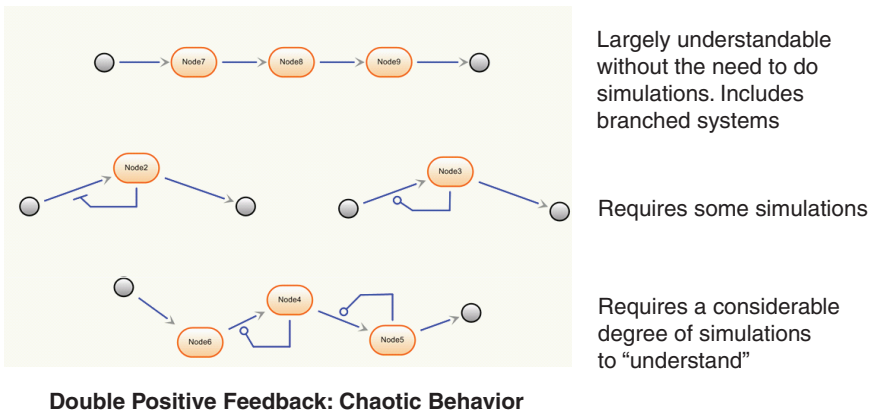 Node7
Node8
Node9
Largely understandable
without the need to do
simulations. Includes
branched systems
Node2
Node3
Requires some simulations
Node4
Node6
Node5
Requires a considerable
degree of simulations
to “understand”
Double Positive Feedback: Chaotic Behavior